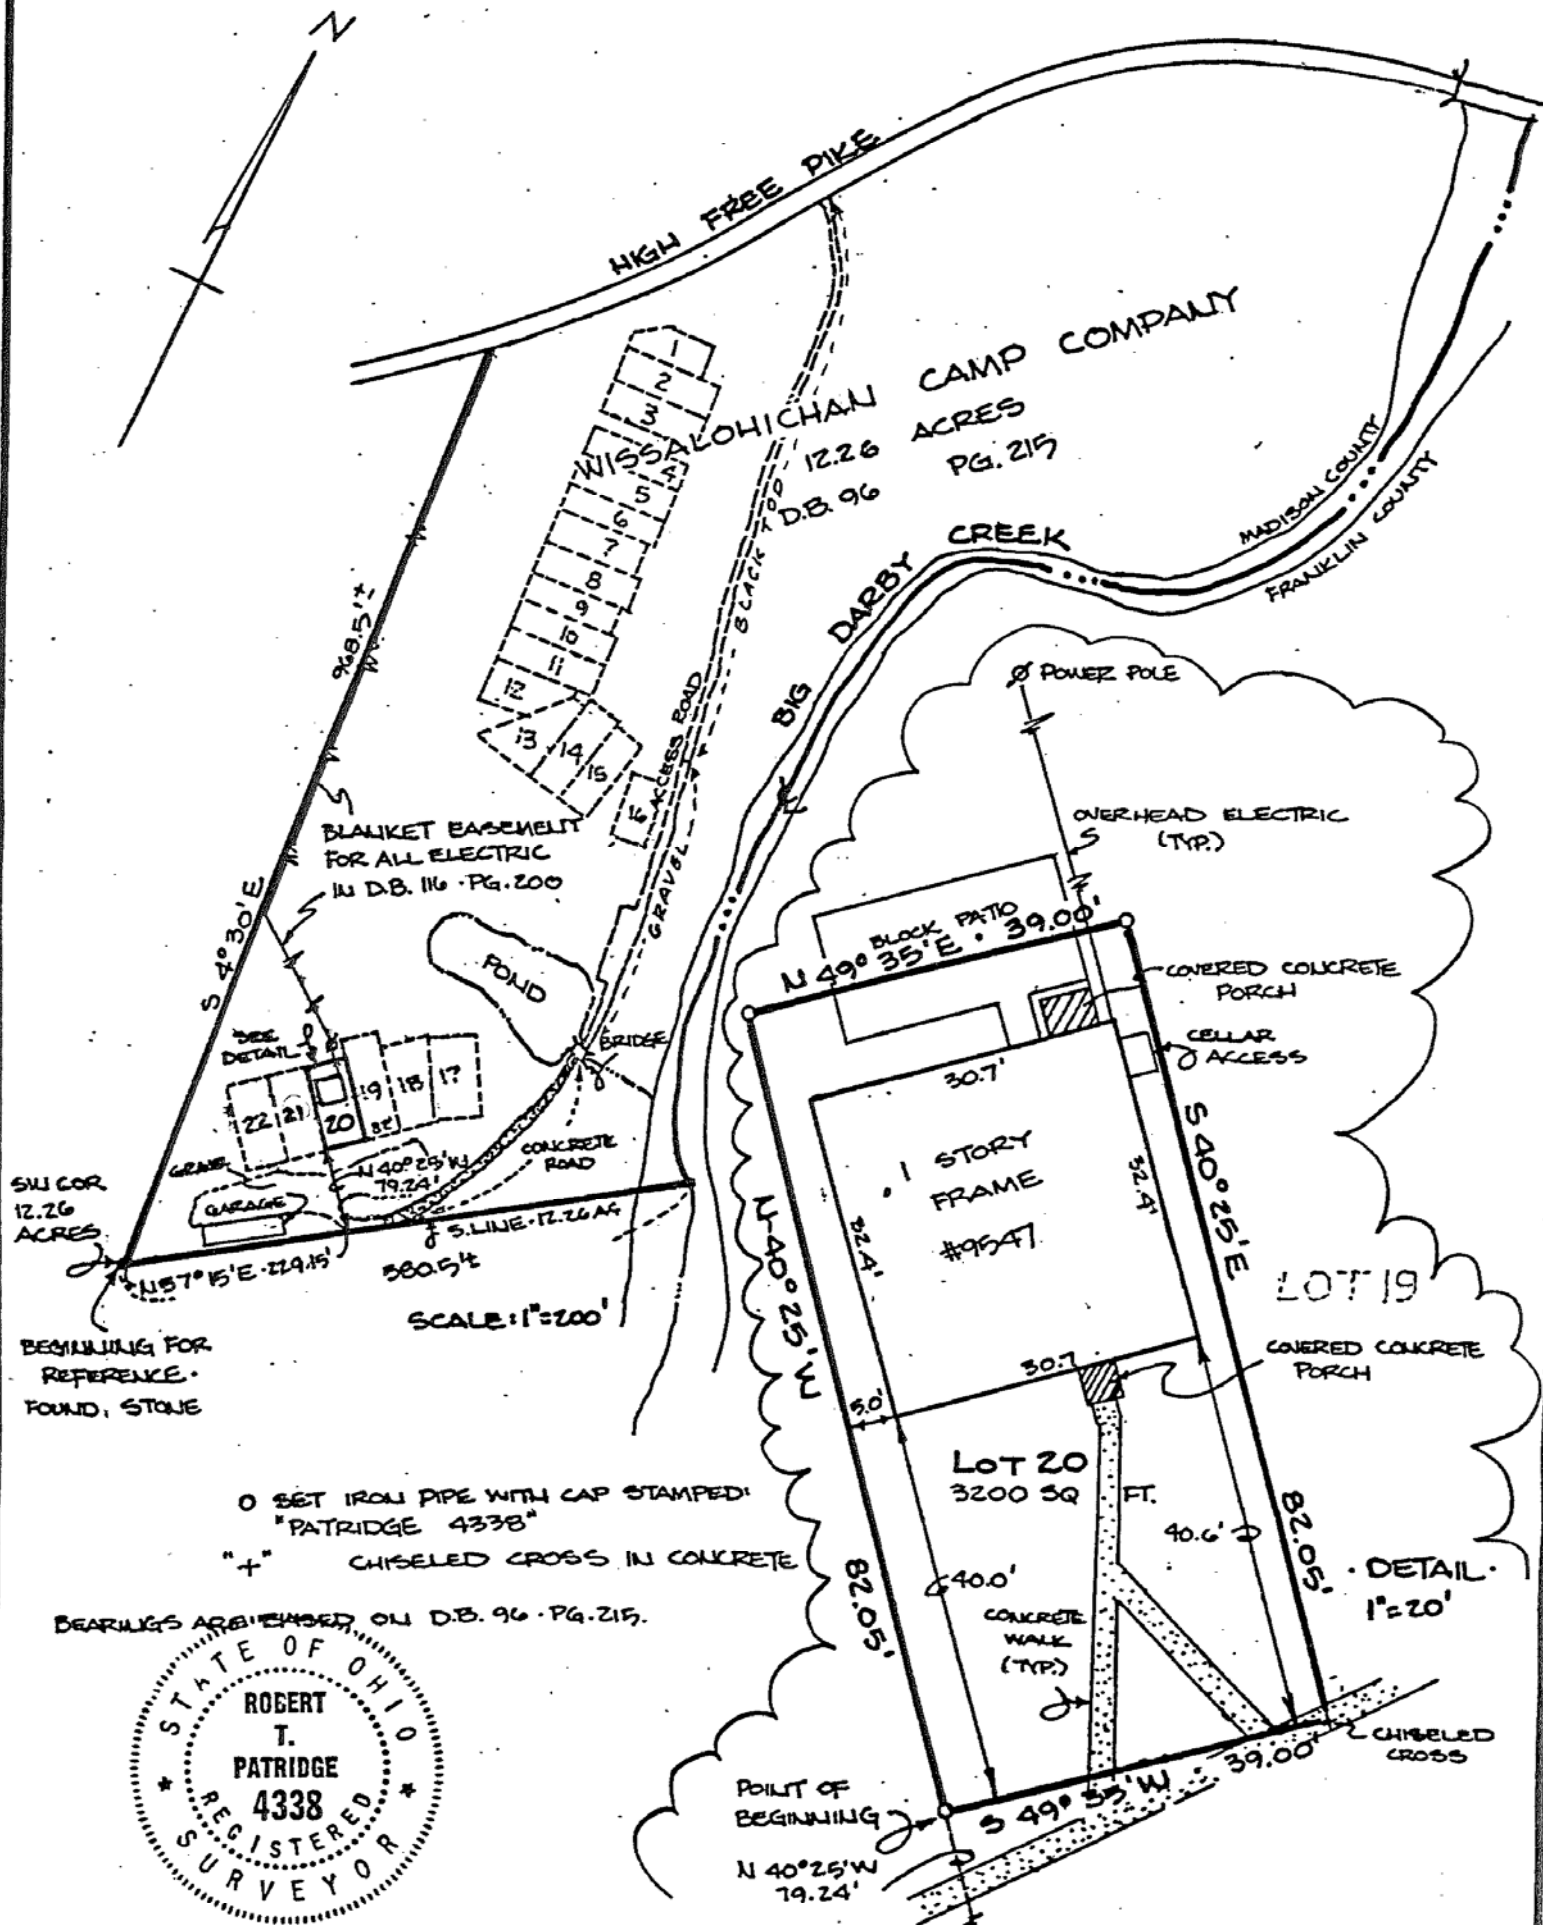 N
HIGH FREE PIKE
WISSALOHICHAN CAMP COMPANY
12.26 ACRES
D.B. 96 PG. 215
1
2
3
4
5
6
7
8
9
10
11
12
13
14
15
16
BLACK
GRAVEL
ACCESS ROAD
BIG DARBY CREEK
MADISON COUNTY
FRANKLIN COUNTY
968.5'±
S 4° 30' E
BLANKET EASEMENT
FOR ALL ELECTRIC
IN D.B. 116 · PG. 200
POND
BRIDGE
SEE
DETAIL
22
21
20
19
18
17
N 40° 25' W
79.24'
CONCRETE
ROAD
GARAGE
SW COR
12.26
ACRES
S. LINE · 12.26 AC
380.5'±
SCALE: 1"=200'
BEGINNING FOR
REFERENCE ·
FOUND, STONE
POWER POLE
OVERHEAD ELECTRIC
(TYP.)
BLOCK PATIO
N 49° 35' E · 39.00'
COVERED CONCRETE
PORCH
CELLAR
ACCESS
30.7'
1 STORY
FRAME
#9547
32.4'
32.4'
S 40° 25' E
N 40° 25' W
LOT 19
COVERED CONCRETE
PORCH
30.7
5.0'
LOT 20
3200 SQ FT.
40.6'
40.0'
82.05'
82.05'
· DETAIL ·
1"=20'
CONCRETE
WALK
(TYP.)
CHISELED
CROSS
S 49° 35' W 39.00'
POINT OF
BEGINNING
N 40° 25' W
79.24'
O SET IRON PIPE WITH CAP STAMPED:
"PATRIDGE 4338"
"+" CHISELED CROSS IN CONCRETE
BEARINGS ARE BASED ON D.B. 96 · PG. 215.
STATE OF OHIO
ROBERT
T.
PATRIDGE
4338
REGISTERED
SURVEYOR